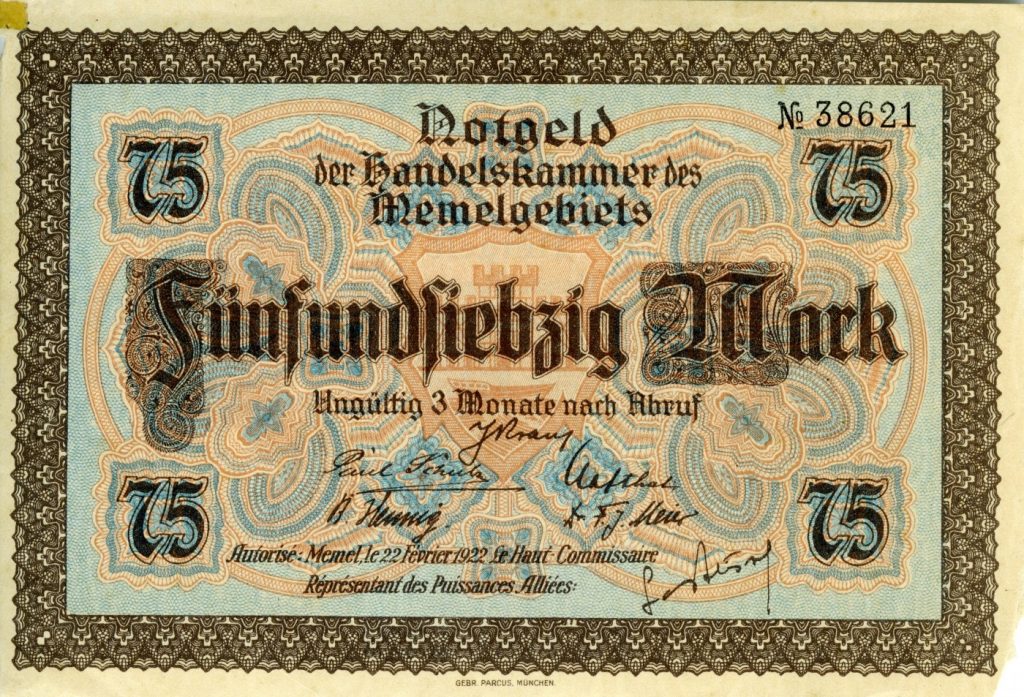 № 38621
Notgeld
der Handelskammer des
Memelgebiets
75 75
Fünfundsiebzig Mark
Ungültig 3 Monate nach Abruf
75 75
Autorisé: Memel, le 22 Février 1922 Le Haut-Commissaire
Réprésentant des Puissances Alliées:
GEBR. PARCUS, MÜNCHEN.